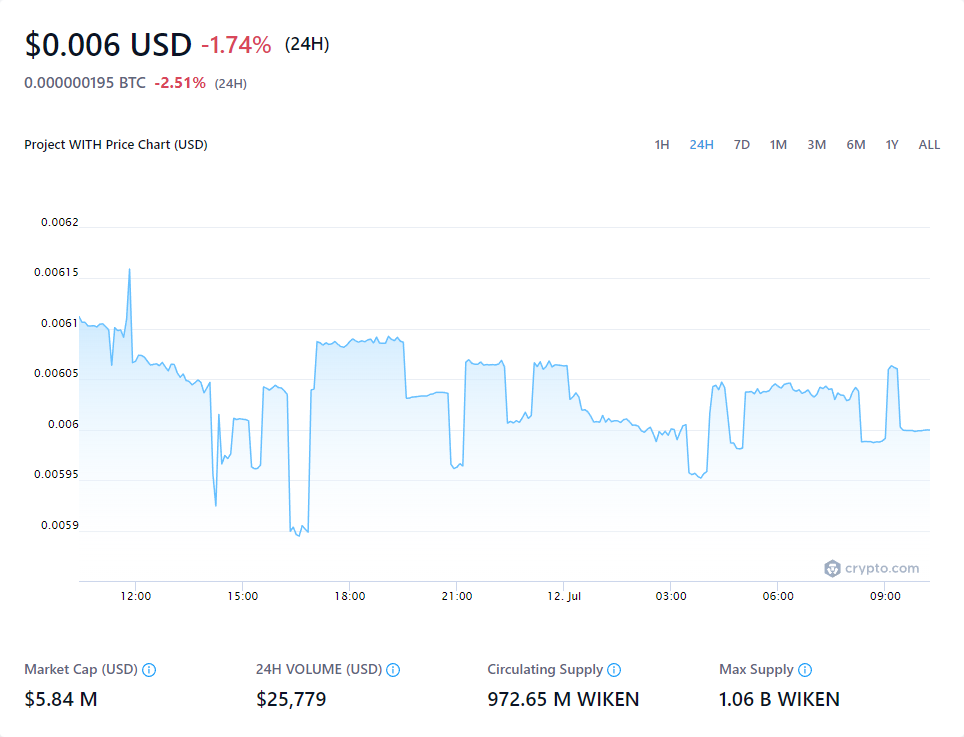 $0.006 USD -1.74% (24H)
0.000000195 BTC -2.51% (24H)
Project WITH Price Chart (USD)
1H 24H 7D 1M 3M 6M 1Y ALL
0.0062
0.00615
0.0061
0.00605
0.006
0.00595
0.0059
crypto.com
12:00 15:00 18:00 21:00 12. Jul 03:00 06:00 09:00
Market Cap (USD) 24H VOLUME (USD) Circulating Supply Max Supply
$5.84 M $25,779 972.65 M WIKEN 1.06 B WIKEN